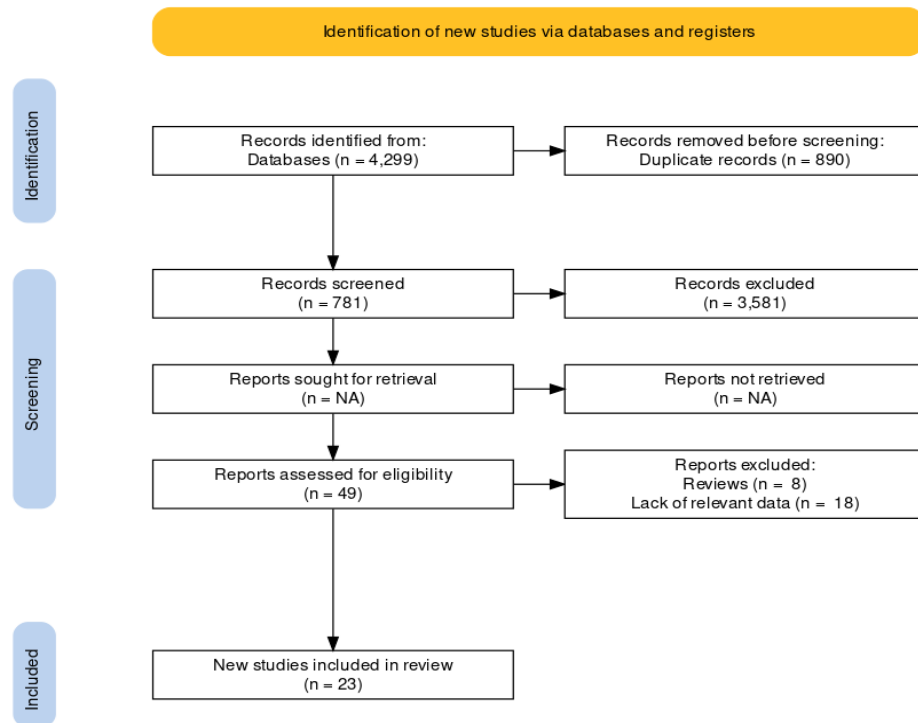 Identification of new studies via databases and registers
Identification
Records identified from:
Databases (n = 4,299)
Records removed before screening:
Duplicate records (n = 890)
Screening
Records screened
(n = 781)
Records excluded
(n = 3,581)
Reports sought for retrieval
(n = NA)
Reports not retrieved
(n = NA)
Reports assessed for eligibility
(n = 49)
Reports excluded:
Reviews (n = 8)
Lack of relevant data (n = 18)
Included
New studies included in review
(n = 23)